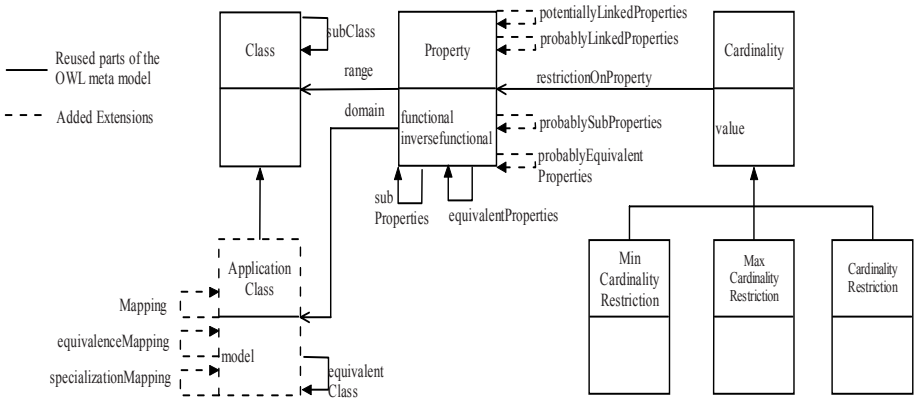 Reused parts of the
OWL meta model
Added Extensions
Class
subClass
range
domain
Property
functional
inversefunctional
potentiallyLinkedProperties
probablyLinkedProperties
restrictionOnProperty
probablySubProperties
probablyEquivalent
Properties
sub
Properties
equivalentProperties
Cardinality
value
Application
Class
model
Mapping
equivalenceMapping
specializationMapping
equivalent
Class
Min
Cardinality
Restriction
Max
Cardinality
Restriction
Cardinality
Restriction